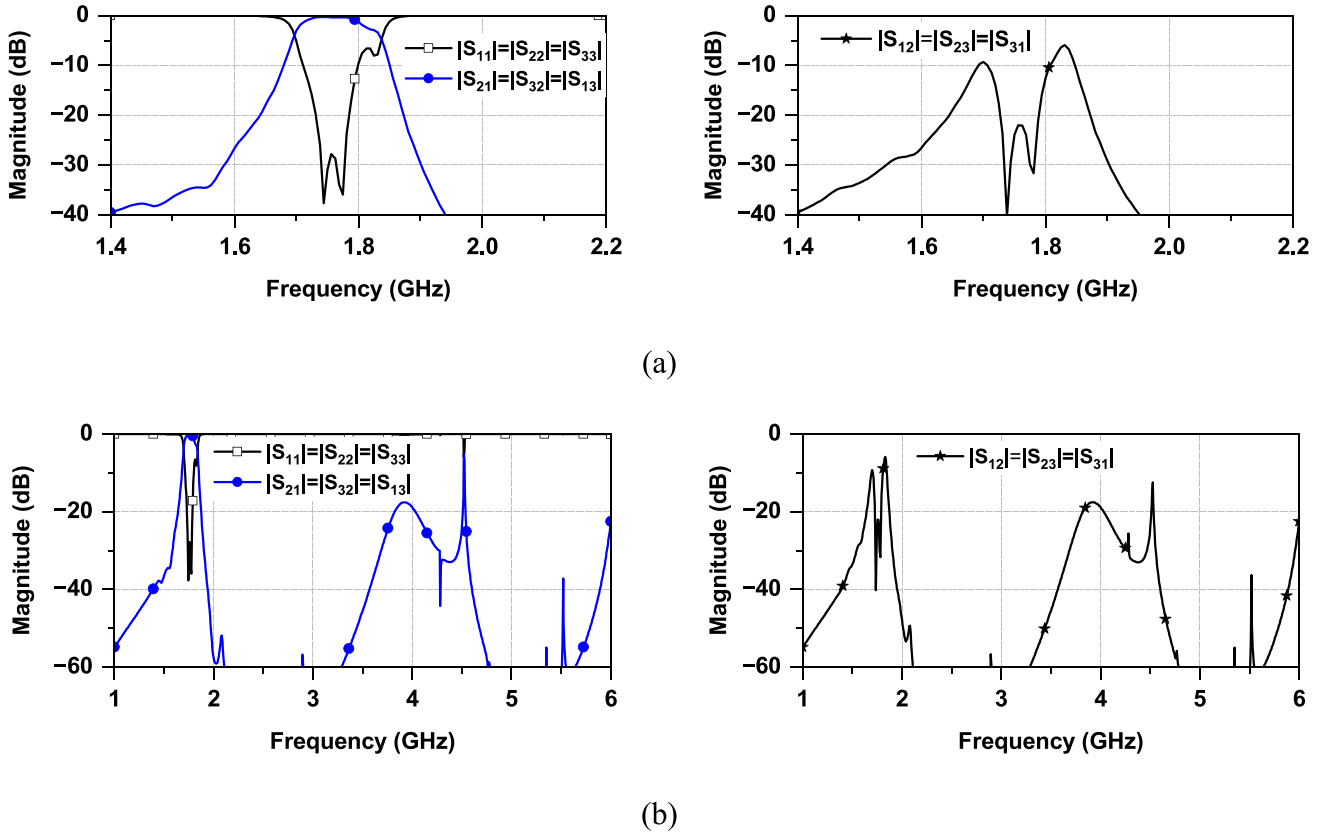 Magnitude (dB)
0
−10
−20
−30
−40
|S11|=|S22|=|S33|
|S21|=|S32|=|S13|
1.4 1.6 1.8 2.0 2.2
Frequency (GHz)
Magnitude (dB)
0
−10
−20
−30
−40
|S12|=|S23|=|S31|
1.4 1.6 1.8 2.0 2.2
Frequency (GHz)
(a)
Magnitude (dB)
0
−20
−40
−60
|S11|=|S22|=|S33|
|S21|=|S32|=|S13|
1 2 3 4 5 6
Frequency (GHz)
Magnitude (dB)
0
−20
−40
−60
|S12|=|S23|=|S31|
1 2 3 4 5 6
Frequency (GHz)
(b)